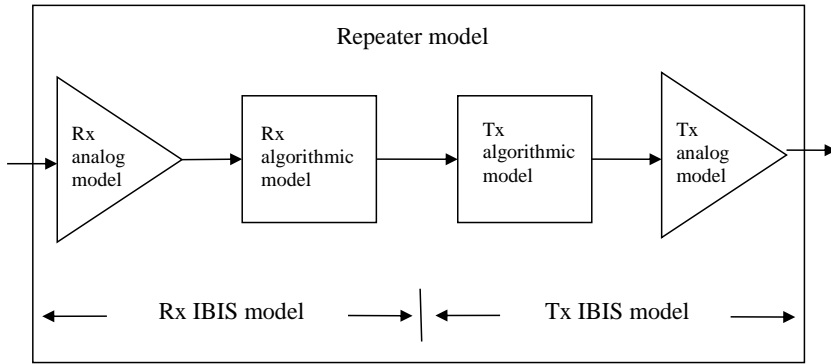 Repeater model
Rx
analog
model
Rx
algorithmic
model
Tx
algorithmic
model
Tx
analog
model
Rx IBIS model
Tx IBIS model